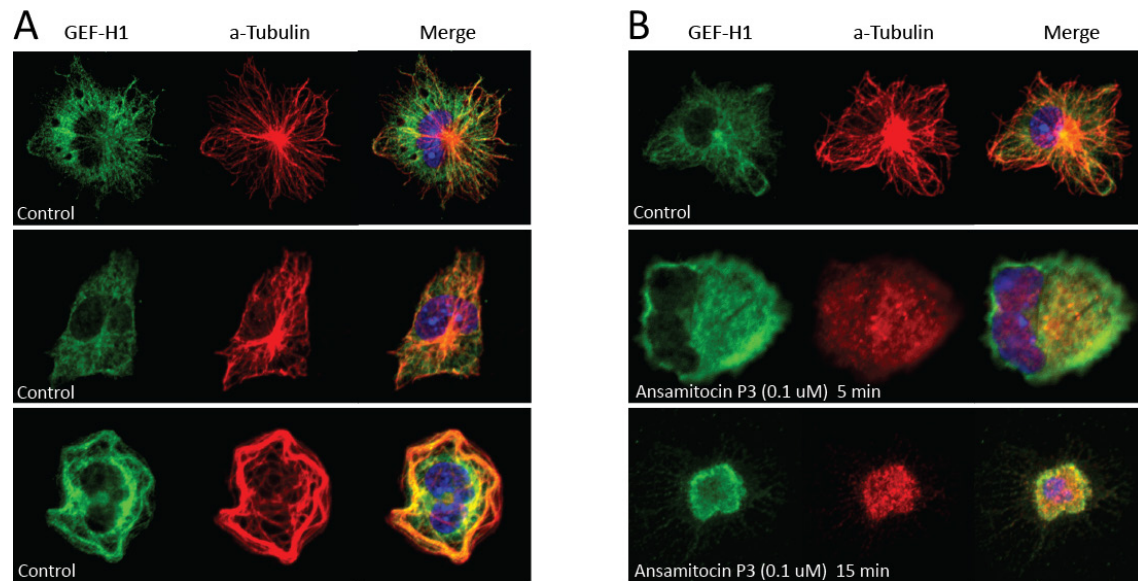 A
GEF-H1 a-Tubulin Merge
Control
Control
Control
B
GEF-H1 a-Tubulin Merge
Control
Ansamitocin P3 (0.1 uM) 5 min
Ansamitocin P3 (0.1 uM) 15 min